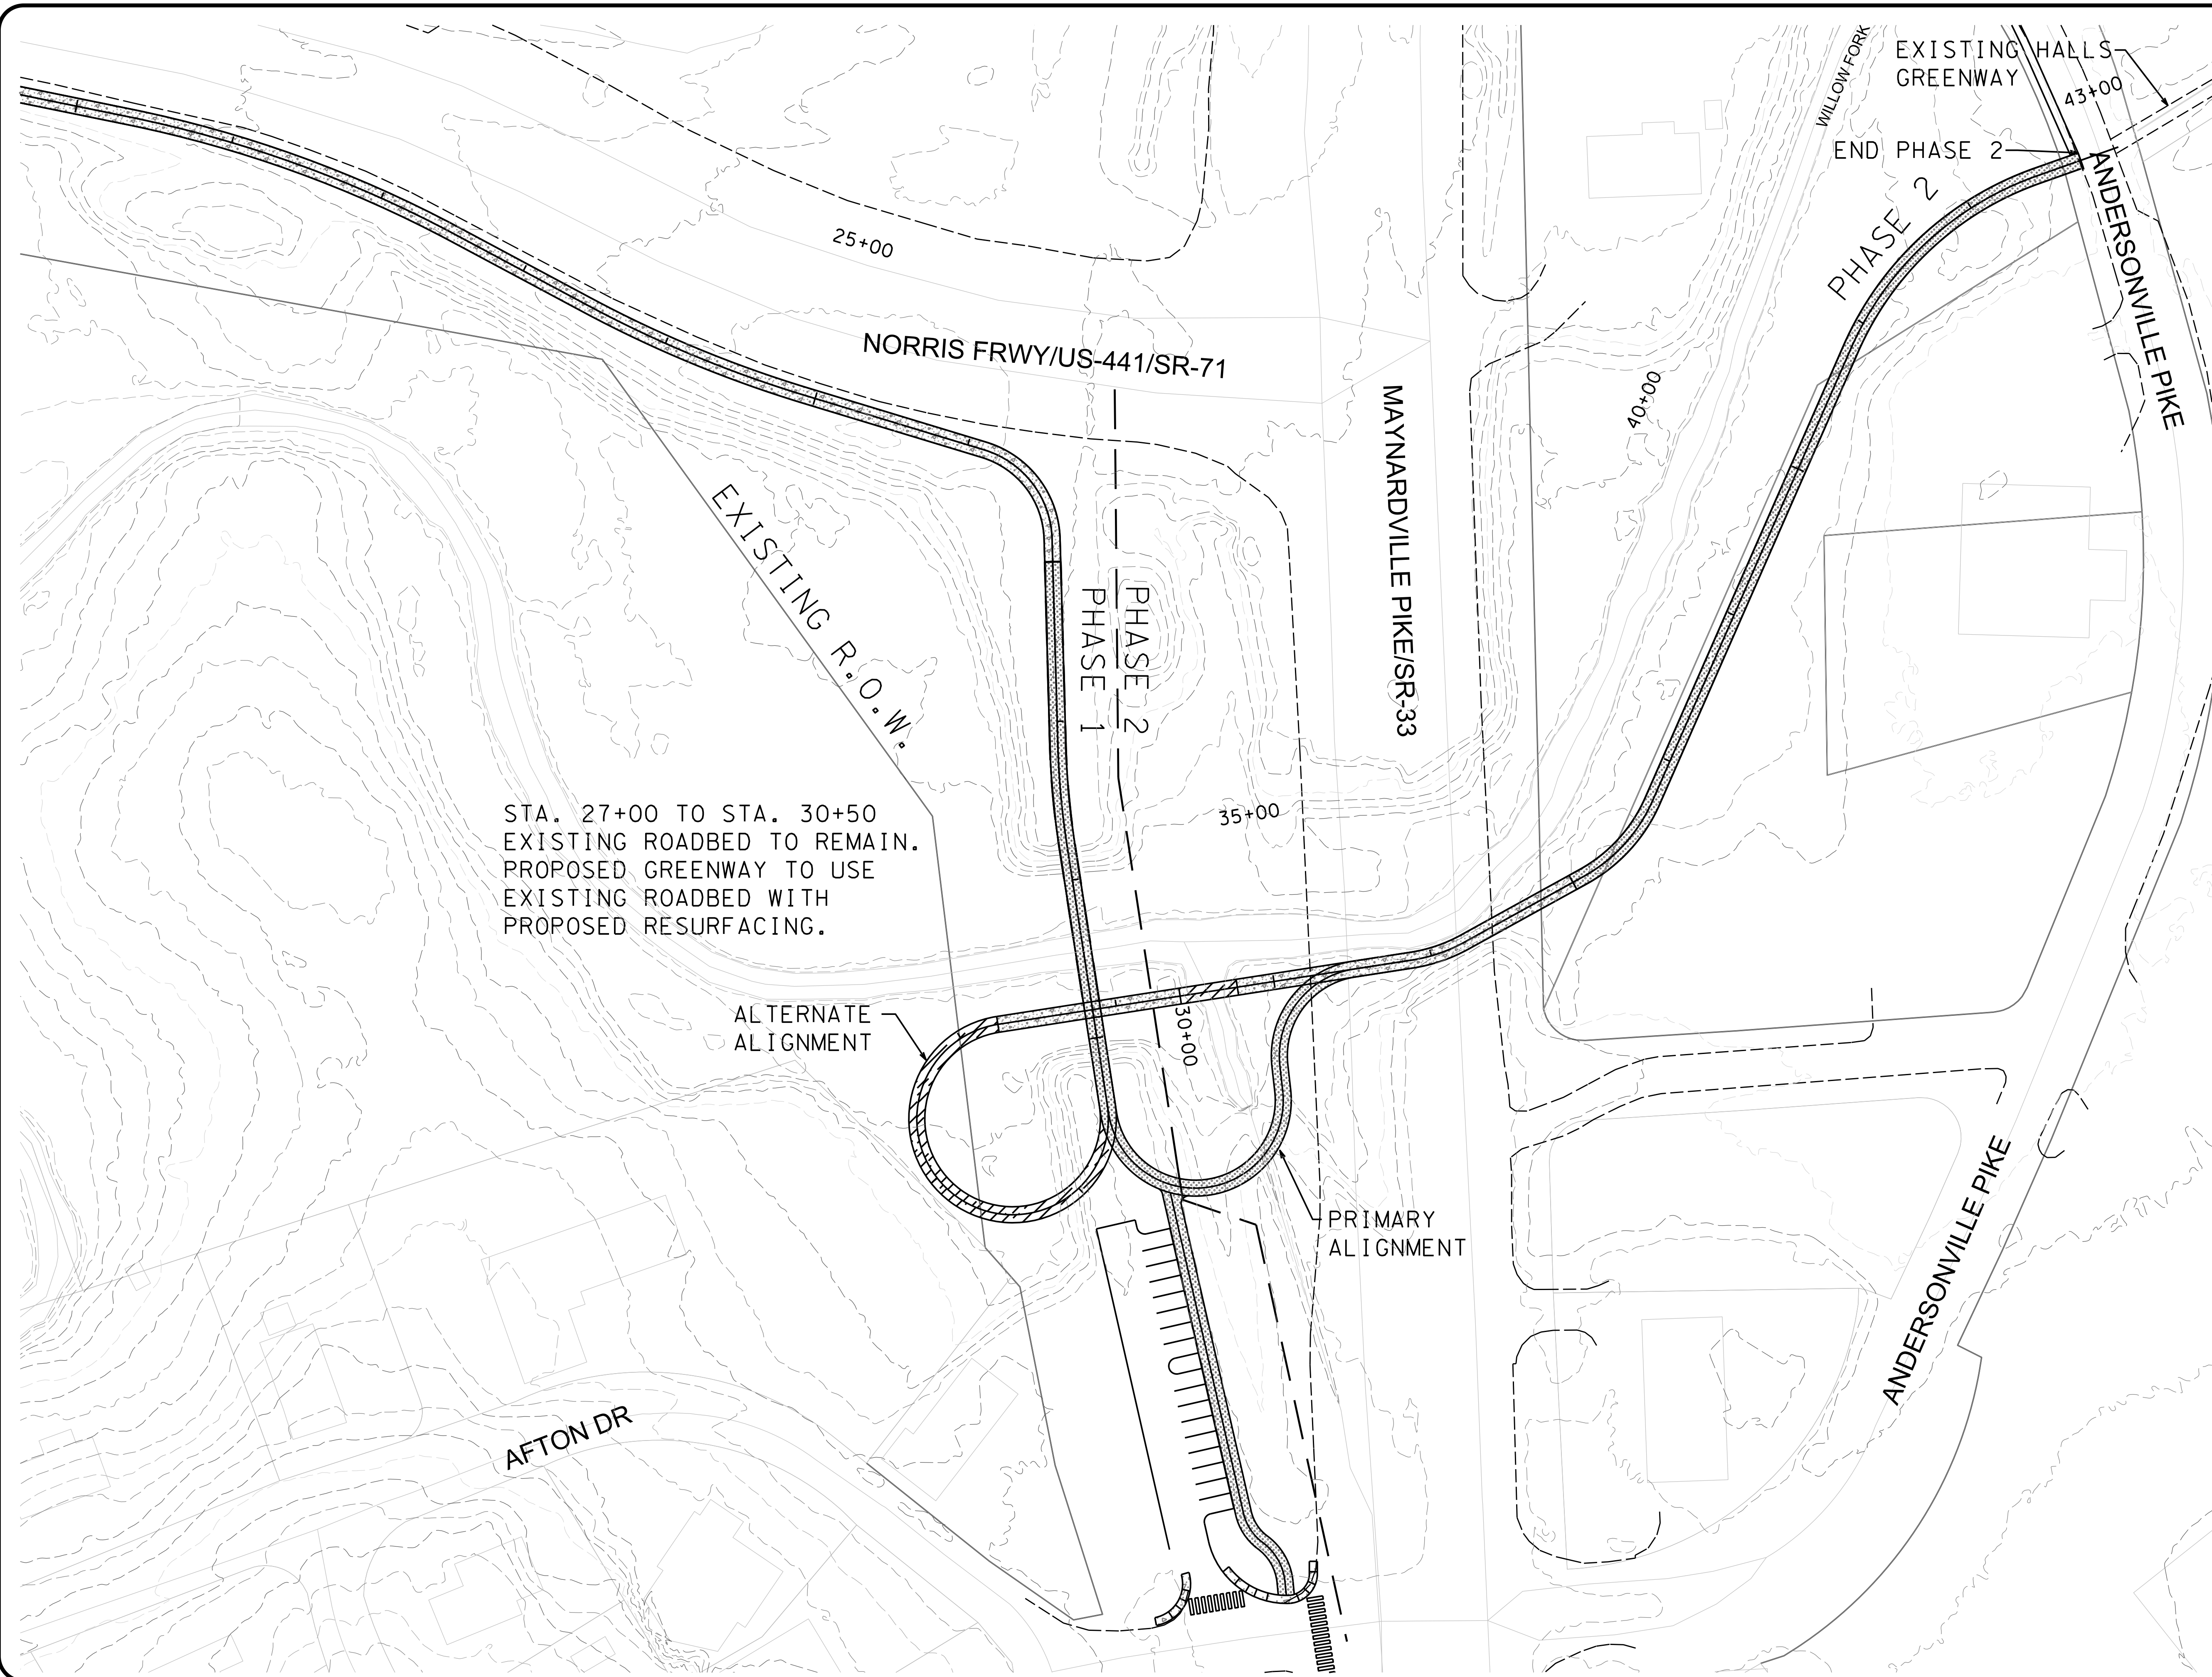 EXISTING HALLS
GREENWAY
43+00
WILLOW FORK
END PHASE 2
ANDERSONVILLE PIKE
PHASE 2
25+00
NORRIS FRWY/US-441/SR-71
MAYNARDVILLE PIKE/SR-33
40+00
EXISTING R.O.W.
PHASE 2
PHASE 1
STA. 27+00 TO STA. 30+50
EXISTING ROADBED TO REMAIN.
PROPOSED GREENWAY TO USE
EXISTING ROADBED WITH
PROPOSED RESURFACING.
35+00
ALTERNATE
ALIGNMENT
30+00
PRIMARY
ALIGNMENT
ANDERSONVILLE PIKE
AFTON DR